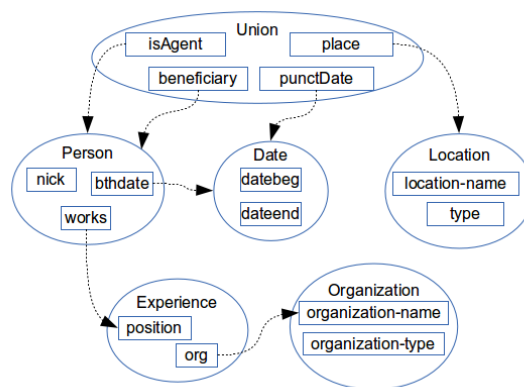 Union
isAgent
place
beneficiary
punctDate
Person
nick
bthdate
works
Date
datebeg
dateend
Location
location-name
type
Experience
position
org
Organization
organization-name
organization-type